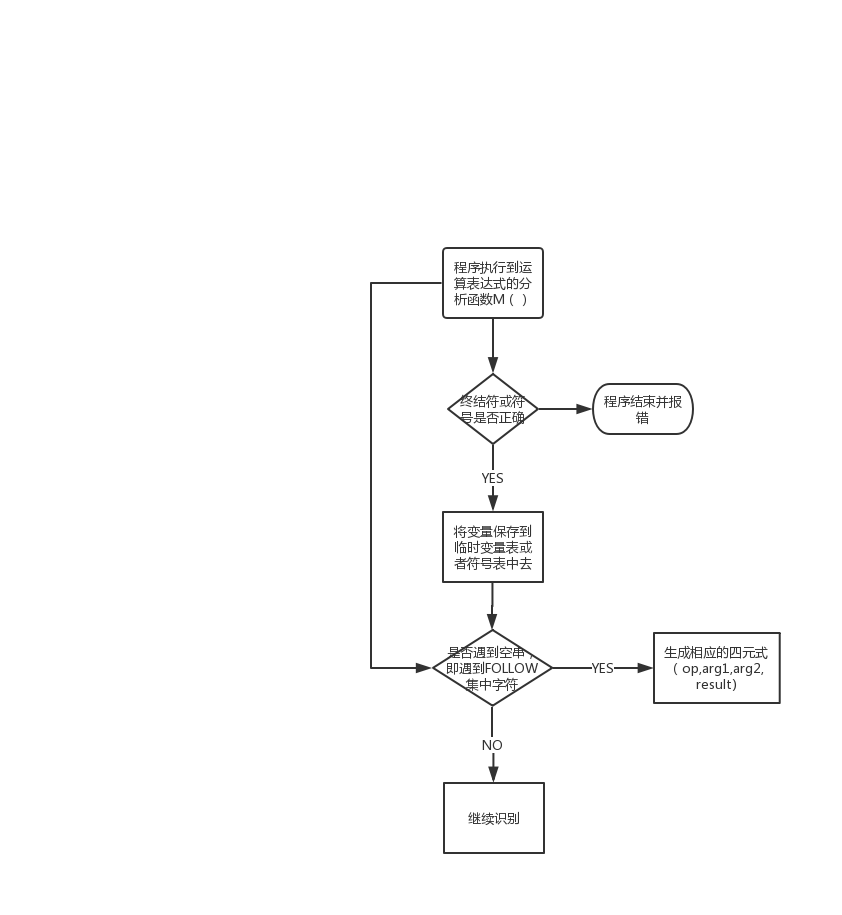 程序执行到运
算表达式的分
析函数M（ ）
终结符或符
号是否正确
程序结束并报
错
YES
将变量保存到
临时变量表或
者符号表中去
是否遇到空串，
即遇到FOLLOW
集中字符
YES
生成相应的四元式
（ op,arg1,arg2,
result)
NO
继续识别